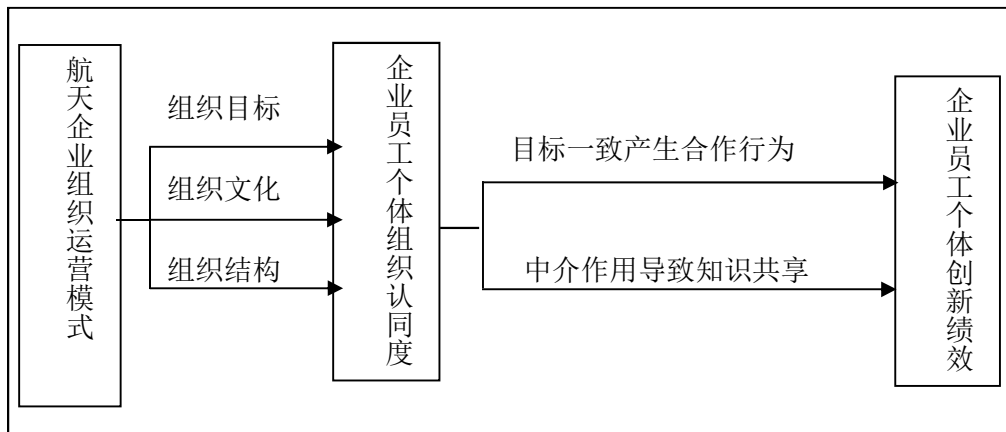 航天企业组织运营模式
组织目标
组织文化
组织结构
企业员工个体组织认同度
目标一致产生合作行为
中介作用导致知识共享
企业员工个体创新绩效